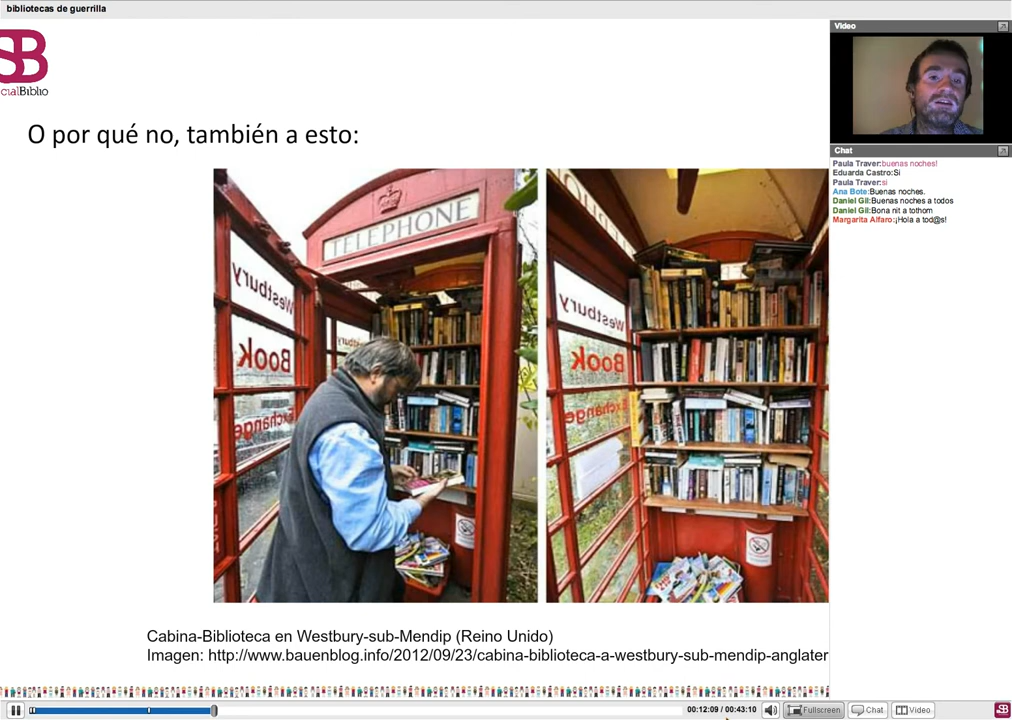 bibliotecas de guerrilla
SB
cialBiblio
O por qué no, también a esto:
TELEPHONE
Westbury
Book
Exchange
Westbury
Book
Exchange
Cabina-Biblioteca en Westbury-sub-Mendip (Reino Unido)
Imagen: http://www.bauenblog.info/2012/09/23/cabina-biblioteca-a-westbury-sub-mendip-anglater
Video
Chat
Paula Traver:buenas noches!
Eduarda Castro:Si
Paula Traver:si
Ana Bote:Buenas noches.
Daniel Gil:Buenas noches a todos
Daniel Gil:Bona nit a tothom
Margarita Alfaro:¡Hola a tod@s!
00:12:09 / 00:43:10
Fullscreen
Chat
Video
SB